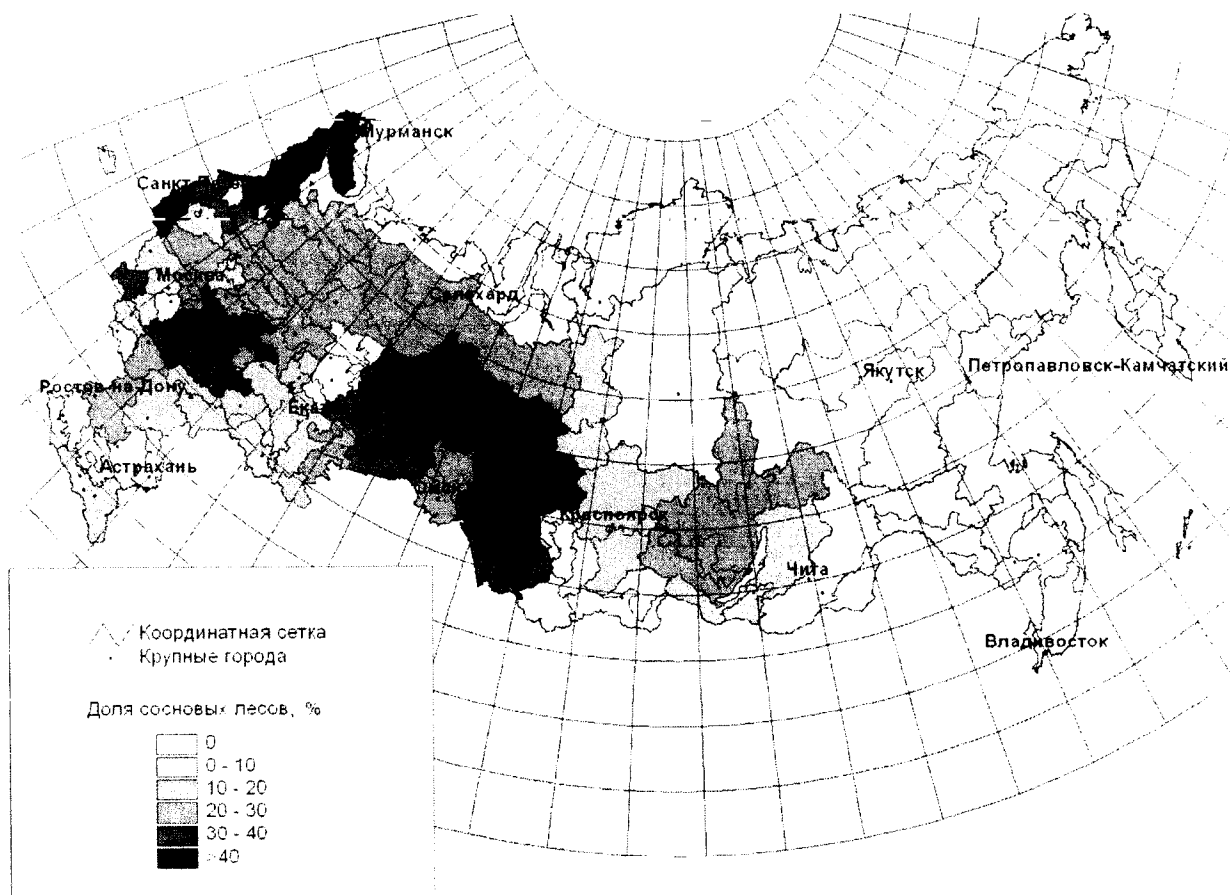 Мурманск
Санкт-
Москва
Салехард
Якутск
Петропавловск-Камчатский
Ростов-на-Дону
Астрахань
Красноярск
Чита
Владивосток
Координатная сетка
Крупные города
Доля сосновых лесов, %
0
0 - 10
10 - 20
20 - 30
30 - 40
>40